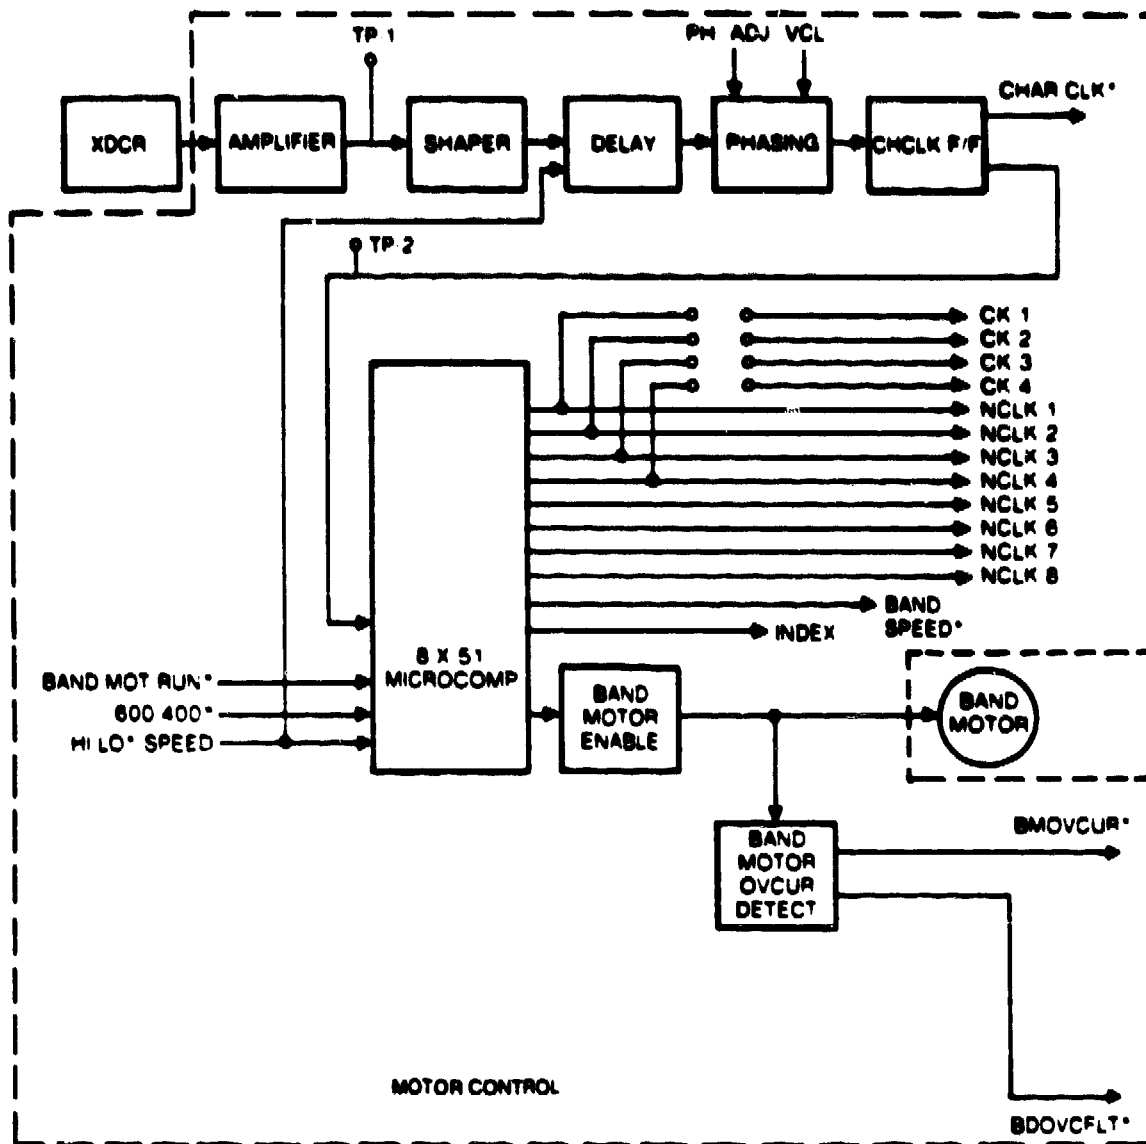 TP 1
PH ADJ VCL
CHAR CLK*
XDCR
AMPLIFIER
SHAPER
DELAY
PHASING
CHCLK F/F
TP 2
CK 1
CK 2
CK 3
CK 4
NCLK 1
NCLK 2
NCLK 3
NCLK 4
NCLK 5
NCLK 6
NCLK 7
NCLK 8
BAND
SPEED*
INDEX
8 X 51
MICROCOMP
BAND MOT RUN*
600 400*
HI LO* SPEED
BAND
MOTOR
ENABLE
BAND
MOTOR
BAND
MOTOR
OVCUR
DETECT
BMOVCUR*
MOTOR CONTROL
BDOVCFLT*